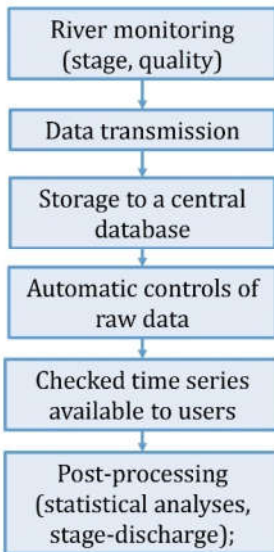 River monitoring
(stage, quality)
Data transmission
Storage to a central
database
Automatic controls of
raw data
Checked time series
available to users
Post-processing
(statistical analyses,
stage-discharge);